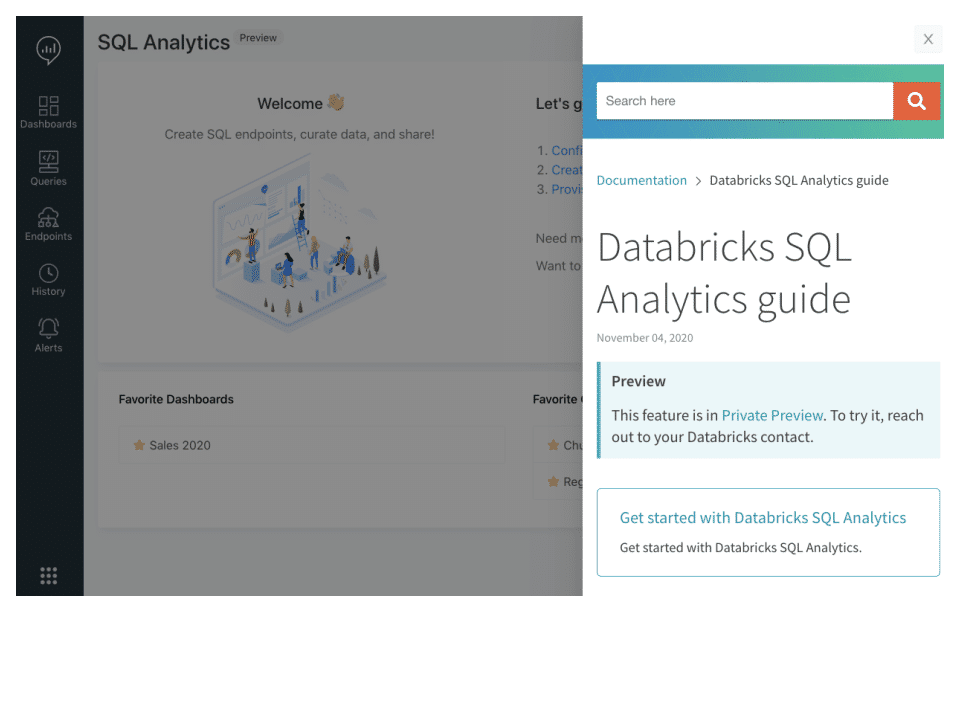 SQL Analytics Preview
Dashboards
Queries
Endpoints
History
Alerts
Welcome 👋
Create SQL endpoints, curate data, and share!
Let's g
1. Confi
2. Creat
3. Provis
Need m
Want to
Favorite Dashboards
Sales 2020
Favorite
Chu
Reg
X
Search here
Documentation > Databricks SQL Analytics guide
Databricks SQL
Analytics guide
November 04, 2020
Preview
This feature is in Private Preview. To try it, reach
out to your Databricks contact.
Get started with Databricks SQL Analytics
Get started with Databricks SQL Analytics.